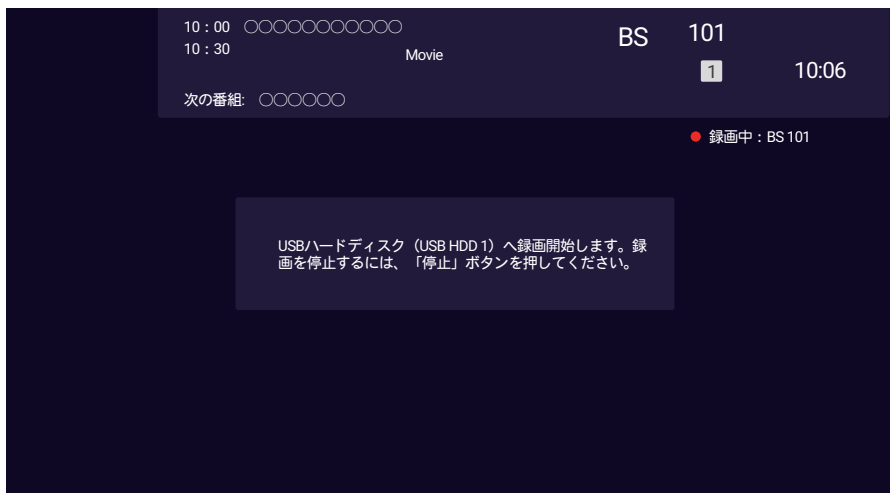 10：00 〇〇〇〇〇〇〇〇〇〇〇
10：30
Movie
BS 101
1
10:06
次の番組: 〇〇〇〇〇〇
録画中：BS 101
USBハードディスク（USB HDD 1）へ録画開始します。録
画を停止するには、「停止」ボタンを押してください。